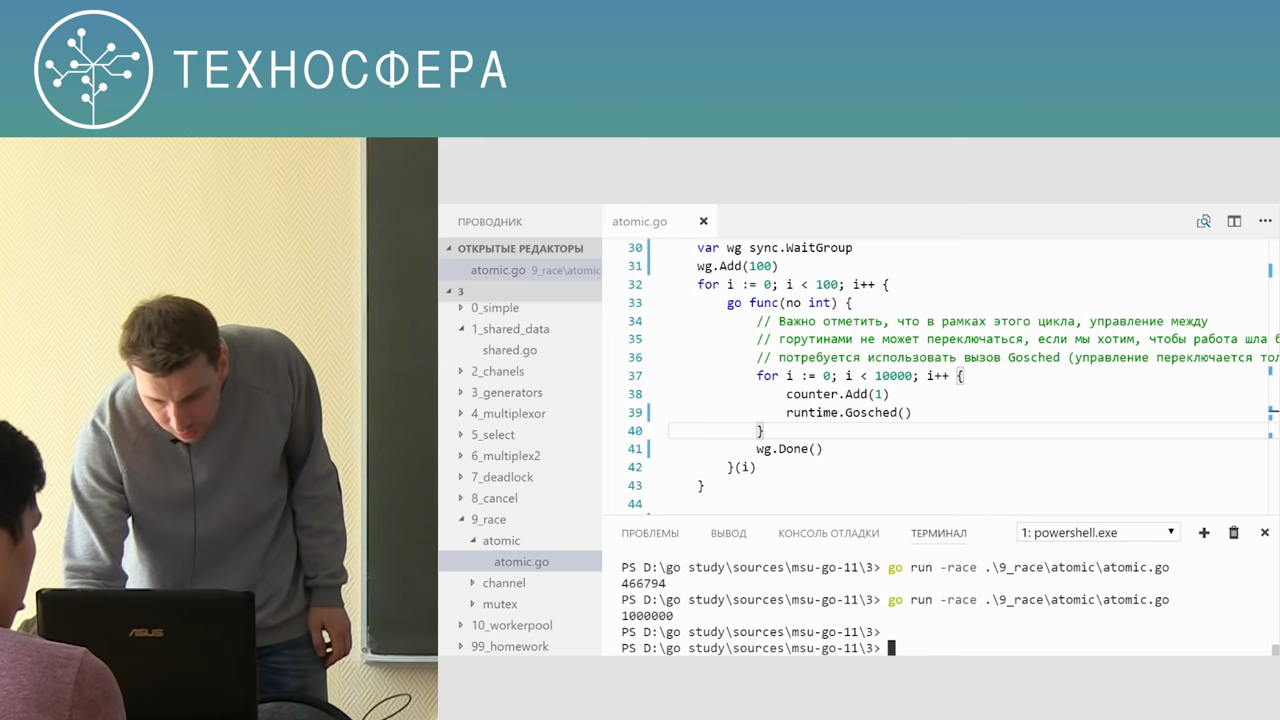 ТЕХНОСФЕРА
ПРОВОДНИК
ОТКРЫТЫЕ РЕДАКТОРЫ
atomic.go 9_race\atomic
3
0_simple
1_shared_data
shared.go
2_chanels
3_generators
4_multiplexor
5_select
6_multiplex2
7_deadlock
8_cancel
9_race
atomic
atomic.go
channel
mutex
10_workerpool
99_homework
atomic.go
30 var wg sync.WaitGroup
31 wg.Add(100)
32 for i := 0; i < 100; i++ {
33 go func(no int) {
34 // Важно отметить, что в рамках этого цикла, управление между
35 // горутинами не может переключаться, если мы хотим, чтобы работа шла б
36 // потребуется использовать вызов Gosched (управление переключается тол
37 for i := 0; i < 10000; i++ {
38 counter.Add(1)
39 runtime.Gosched()
40 }
41 wg.Done()
42 }(i)
43 }
44
ПРОБЛЕМЫ ВЫВОД КОНСОЛЬ ОТЛАДКИ ТЕРМИНАЛ 1: powershell.exe
PS D:\go study\sources\msu-go-11\3> go run -race .\9_race\atomic\atomic.go
466794
PS D:\go study\sources\msu-go-11\3> go run -race .\9_race\atomic\atomic.go
1000000
PS D:\go study\sources\msu-go-11\3>
PS D:\go study\sources\msu-go-11\3>
ASUS